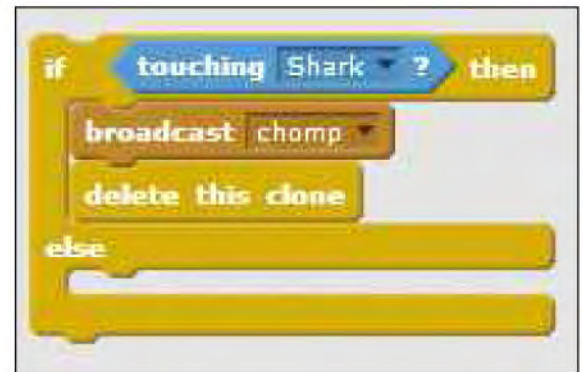 if touching Shark ? then
broadcast chomp
delete this clone
else